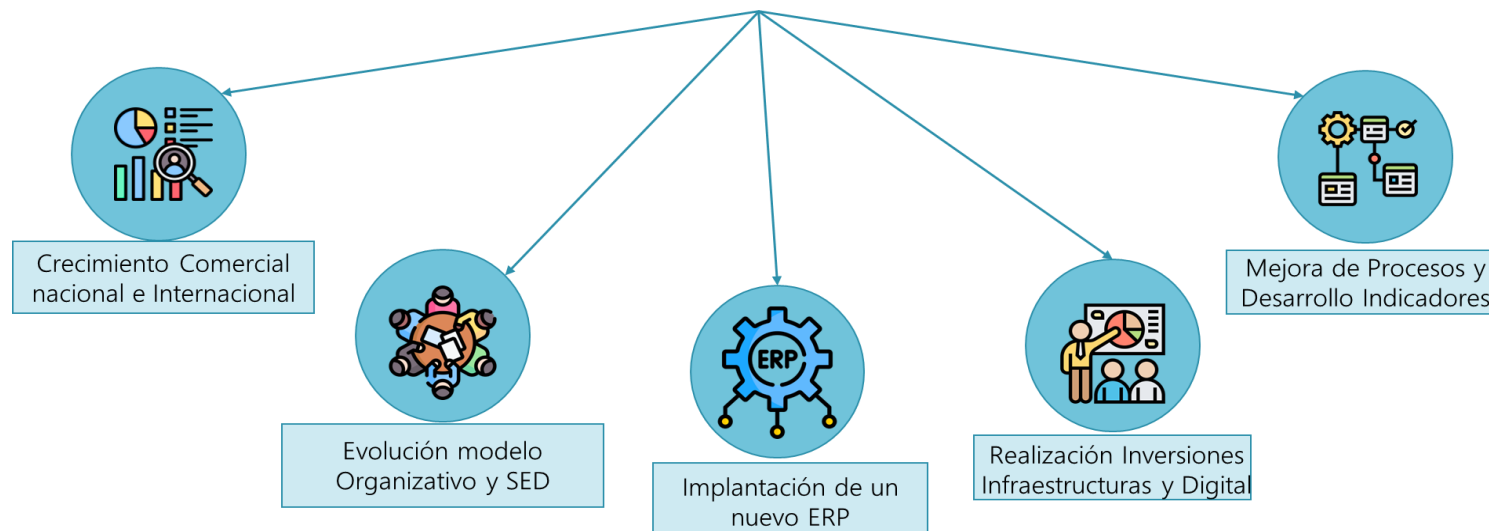 Crecimiento Comercial
nacional e Internacional
Evolución modelo
Organizativo y SED
ERP
Implantación de un
nuevo ERP
Realización Inversiones
Infraestructuras y Digital
Mejora de Procesos y
Desarrollo Indicadores